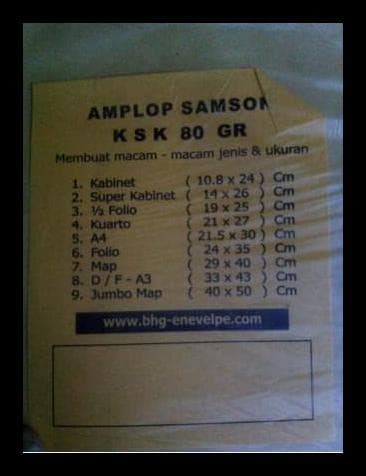 AMPLOP SAMSON
K S K 80 GR
Membuat macam - macam jenis & ukuran
1. Kabinet ( 10.8 x 24 ) Cm
2. Super Kabinet ( 14 x 26 ) Cm
3. ½ Folio ( 19 x 25 ) Cm
4. Kuarto ( 21 x 27 ) Cm
5. A4 ( 21.5 x 30 ) Cm
6. Folio ( 24 x 35 ) Cm
7. Map ( 29 x 40 ) Cm
8. D / F - A3 ( 33 x 43 ) Cm
9. Jumbo Map ( 40 x 50 ) Cm
www.bhg-enevelpe.com